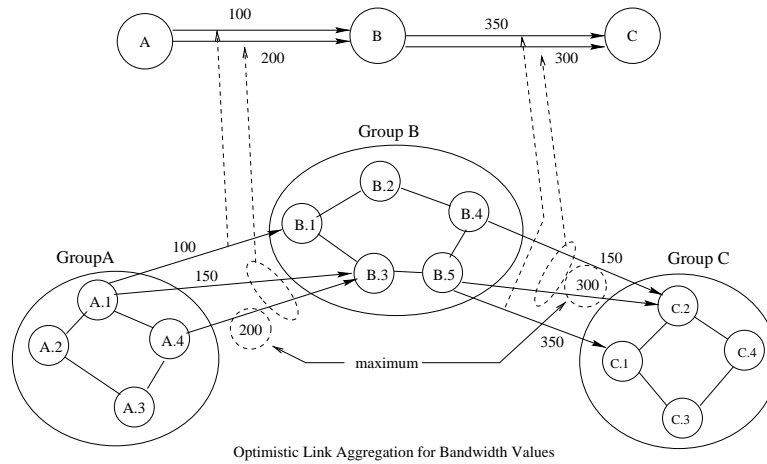 100
350
A
B
C
200
300
Group B
B.2
B.4
B.1
100
150
GroupA
Group C
150
B.3
B.5
300
A.1
C.2
200
A.4
A.2
350
C.4
maximum
C.1
A.3
C.3
Optimistic Link Aggregation for Bandwidth Values